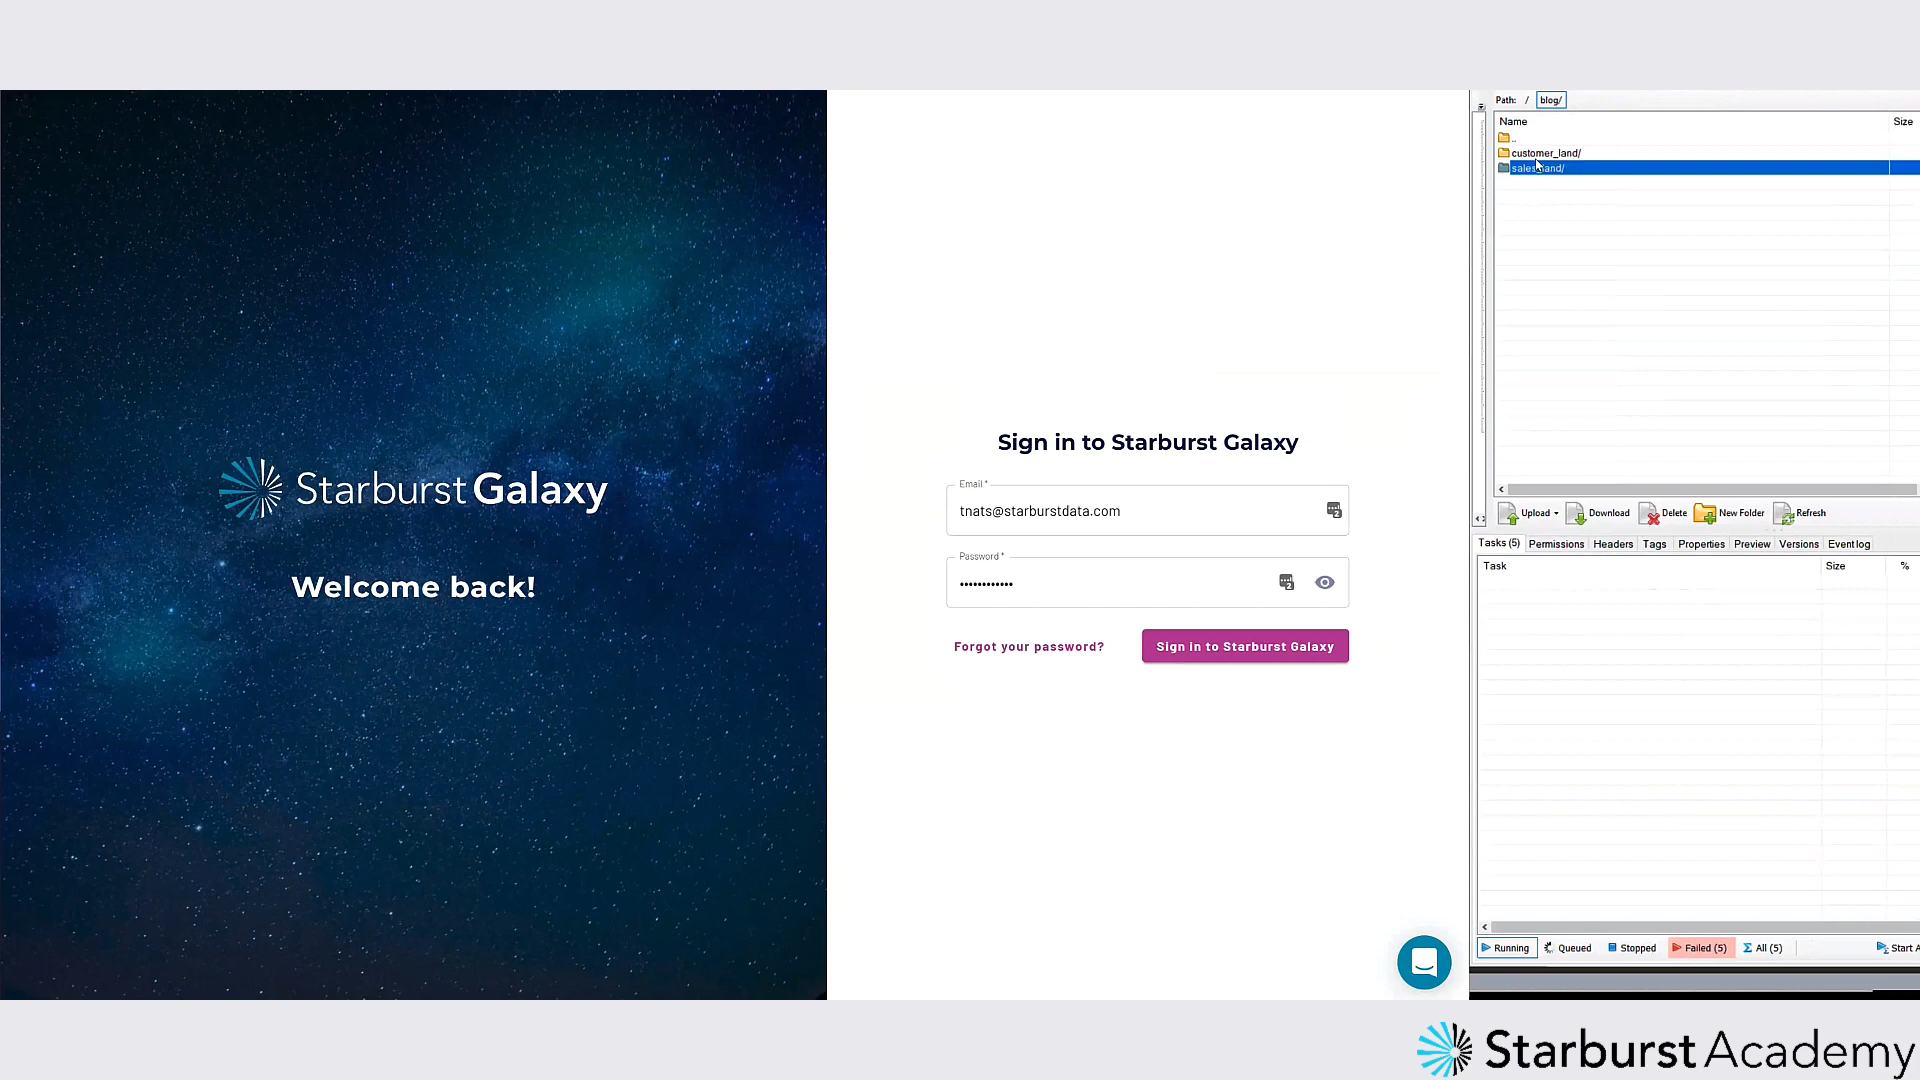 Starburst Galaxy
Welcome back!
Sign in to Starburst Galaxy
Email *
tnats@starburstdata.com
Password *
Forgot your password?
Sign in to Starburst Galaxy
Path: / blog/
Name Size
..
customer_land/
sales_land/
Upload Download Delete New Folder Refresh
Tasks (5) Permissions Headers Tags Properties Preview Versions Event log
Task Size %
Running Queued Stopped Failed (5) All (5) Start A
Starburst Academy